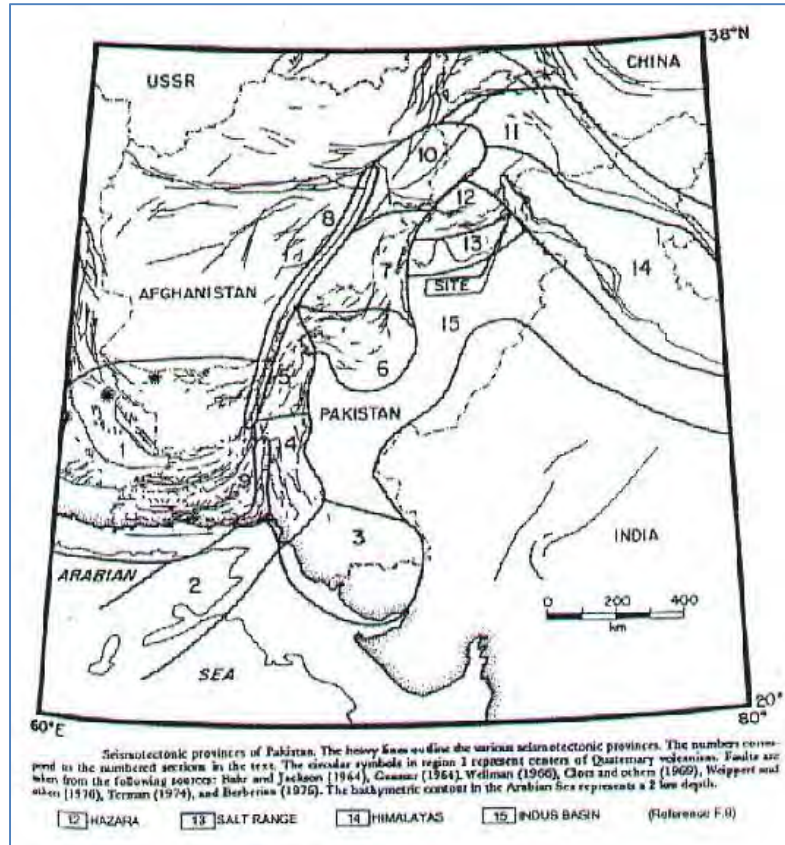 38°N
CHINA
USSR
11
10
12
8
13
14
7
SITE
AFGHANISTAN
15
6
5
PAKISTAN
1
4
9
3
INDIA
ARABIAN
2
0 200 400
km
SEA
20°
60°E
80°
Seismotectonic provinces of Pakistan. The heavy lines outline the various seismotectonic provinces. The numbers corres-
pond to the numbered sections in the text. The circular symbols in region 1 represent centers of Quaternary volcanism. Faults are
taken from the following sources: and Jackson (1964), Gansser (1964), Wellman (1966), and others (1969), Weippert and
others (1970), Terman (1974), and Berberian (1976). The bathymetric contour in the Arabian Sea represents a 2 km depth.
12 HAZARA 13 SALT RANGE 14 HIMALAYAS 15 INDUS BASIN (Reference F.9)